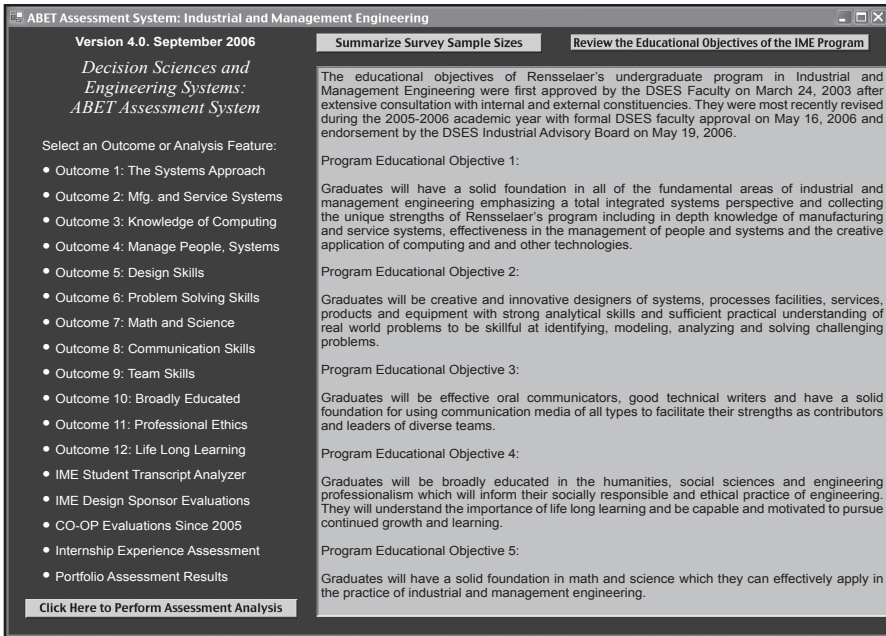 ABET Assessment System: Industrial and Management Engineering
Version 4.0. September 2006
Decision Sciences and
Engineering Systems:
ABET Assessment System
Select an Outcome or Analysis Feature:
Outcome 1: The Systems Approach
Outcome 2: Mfg. and Service Systems
Outcome 3: Knowledge of Computing
Outcome 4: Manage People, Systems
Outcome 5: Design Skills
Outcome 6: Problem Solving Skills
Outcome 7: Math and Science
Outcome 8: Communication Skills
Outcome 9: Team Skills
Outcome 10: Broadly Educated
Outcome 11: Professional Ethics
Outcome 12: Life Long Learning
IME Student Transcript Analyzer
IME Design Sponsor Evaluations
CO-OP Evaluations Since 2005
Internship Experience Assessment
Portfolio Assessment Results
Click Here to Perform Assessment Analysis
Summarize Survey Sample Sizes
Review the Educational Objectives of the IME Program
The educational objectives of Rensselaer's undergraduate program in Industrial and
Management Engineering were first approved by the DSES Faculty on March 24, 2003 after
extensive consultation with internal and external constituencies. They were most recently revised
during the 2005-2006 academic year with formal DSES faculty approval on May 16, 2006 and
endorsement by the DSES Industrial Advisory Board on May 19, 2006.
Program Educational Objective 1:
Graduates will have a solid foundation in all of the fundamental areas of industrial and
management engineering emphasizing a total integrated systems perspective and collecting
the unique strengths of Rensselaer's program including in depth knowledge of manufacturing
and service systems, effectiveness in the management of people and systems and the creative
application of computing and and other technologies.
Program Educational Objective 2:
Graduates will be creative and innovative designers of systems, processes facilities, services,
products and equipment with strong analytical skills and sufficient practical understanding of
real world problems to be skillful at identifying, modeling, analyzing and solving challenging
problems.
Program Educational Objective 3:
Graduates will be effective oral communicators, good technical writers and have a solid
foundation for using communication media of all types to facilitate their strengths as contributors
and leaders of diverse teams.
Program Educational Objective 4:
Graduates will be broadly educated in the humanities, social sciences and engineering
professionalism which will inform their socially responsible and ethical practice of engineering.
They will understand the importance of life long learning and be capable and motivated to pursue
continued growth and learning.
Program Educational Objective 5:
Graduates will have a solid foundation in math and science which they can effectively apply in
the practice of industrial and management engineering.